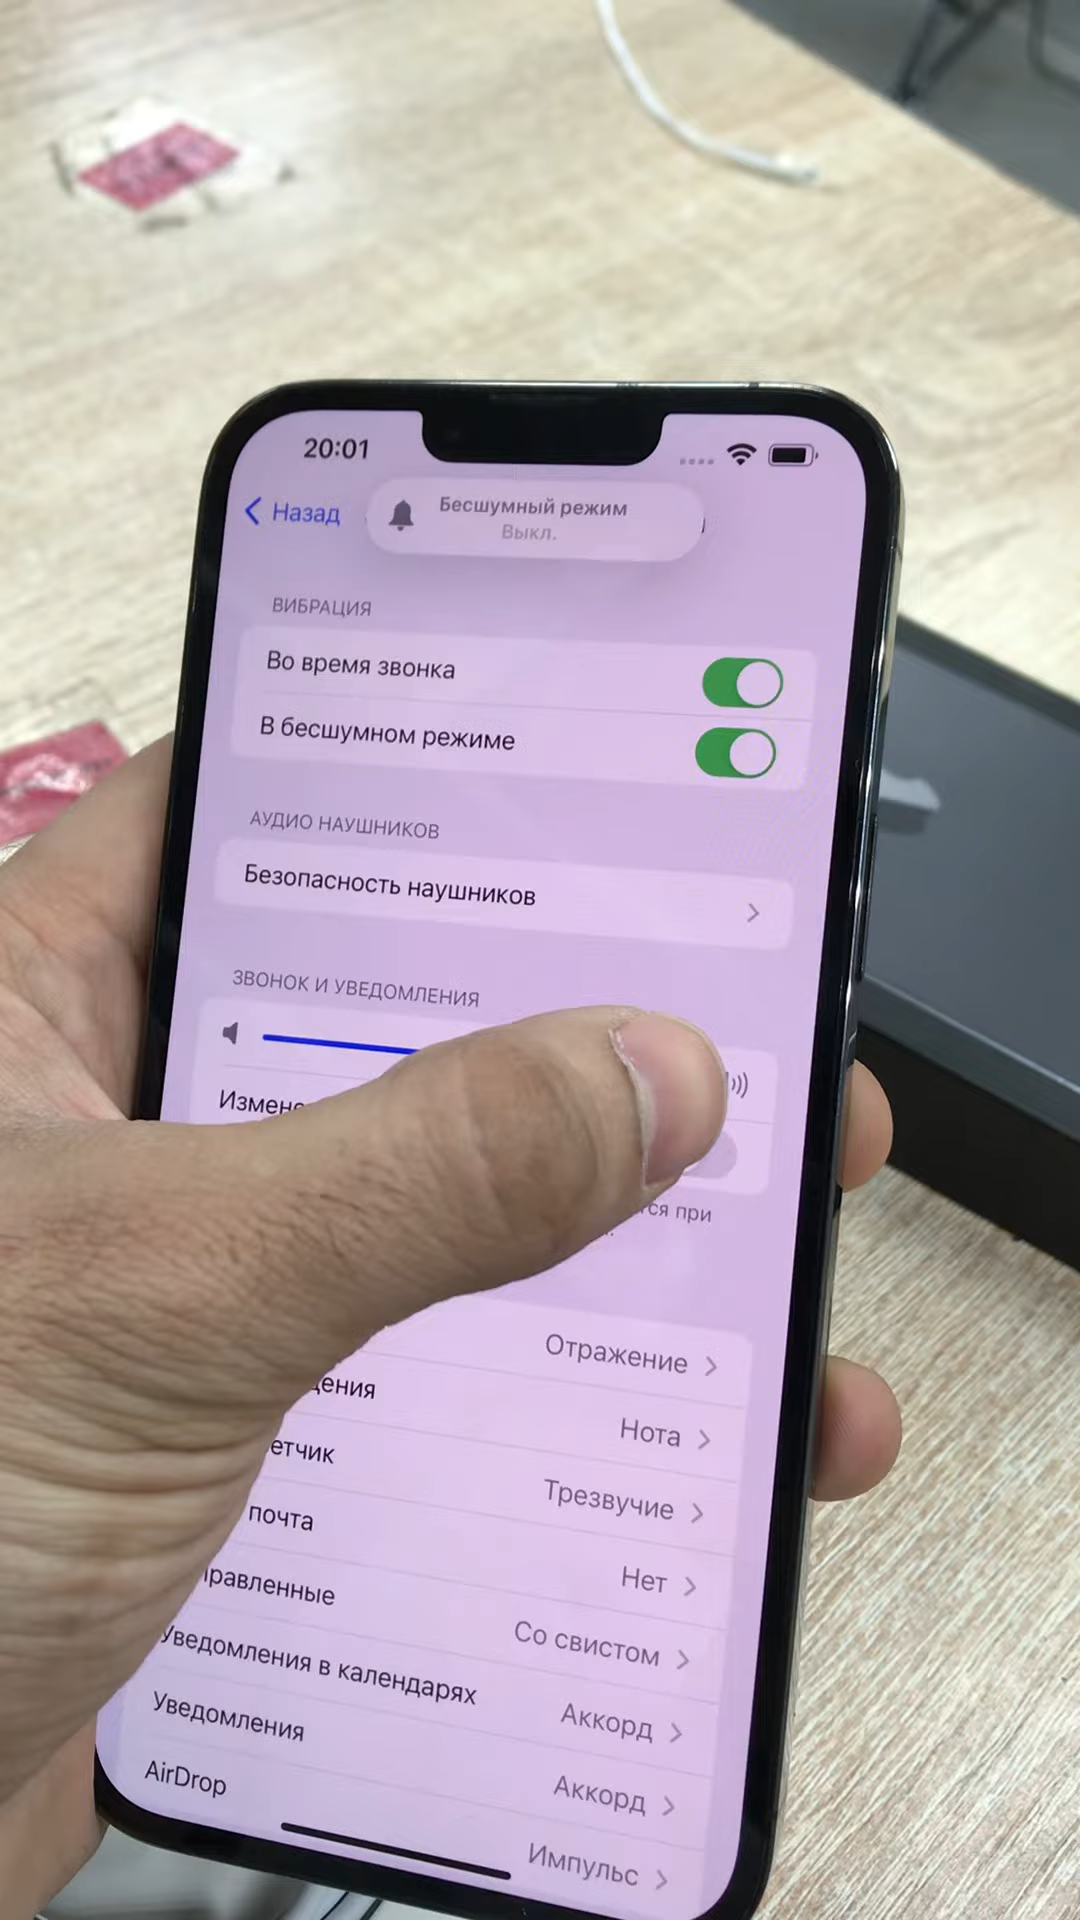 20:01
Назад
Бесшумный режим
Выкл.
ВИБРАЦИЯ
Во время звонка
В бесшумном режиме
АУДИО НАУШНИКОВ
Безопасность наушников
ЗВОНОК И УВЕДОМЛЕНИЯ
при
Отражение
Нота
Трезвучие
почта
Нет
Со свистом
Уведомления в календарях
Аккорд
Уведомления
Аккорд
AirDrop
Импульс